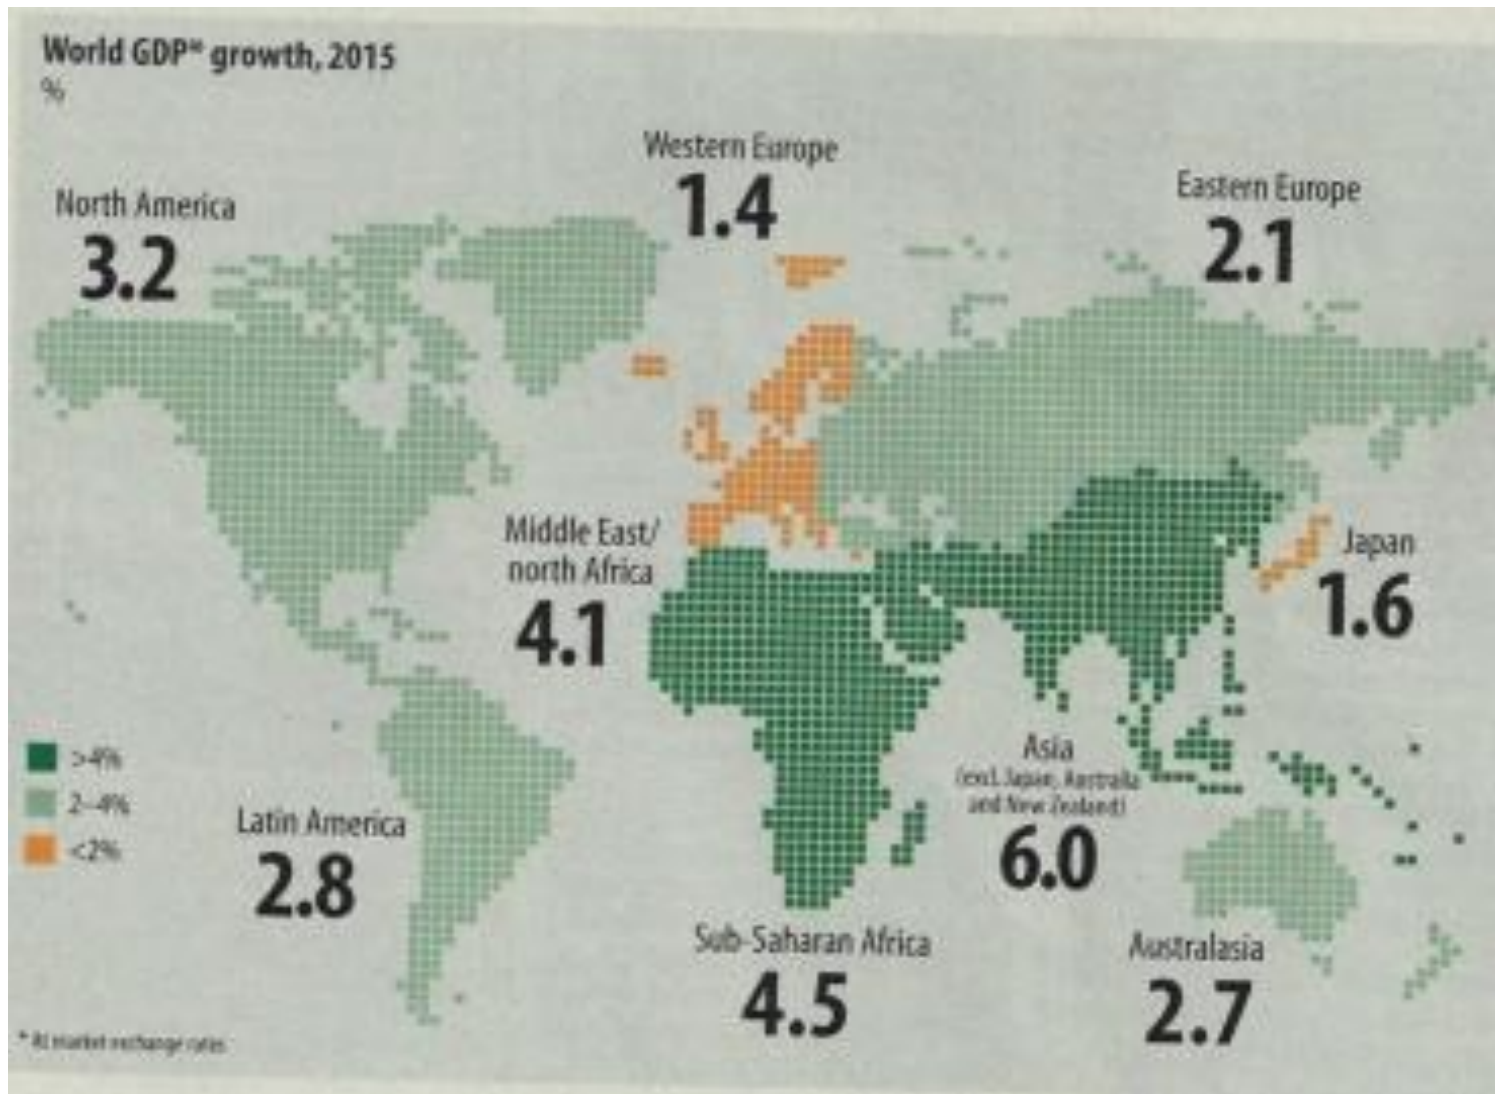 World GDP* growth, 2015
%
Western Europe
1.4
Eastern Europe
2.1
North America
3.2
Middle East/
north Africa
4.1
Japan
1.6
>4%
2–4%
<2%
Asia
(excl. Japan, Australia
and New Zealand)
6.0
Latin America
2.8
Sub-Saharan Africa
4.5
Australasia
2.7
* At market exchange rates